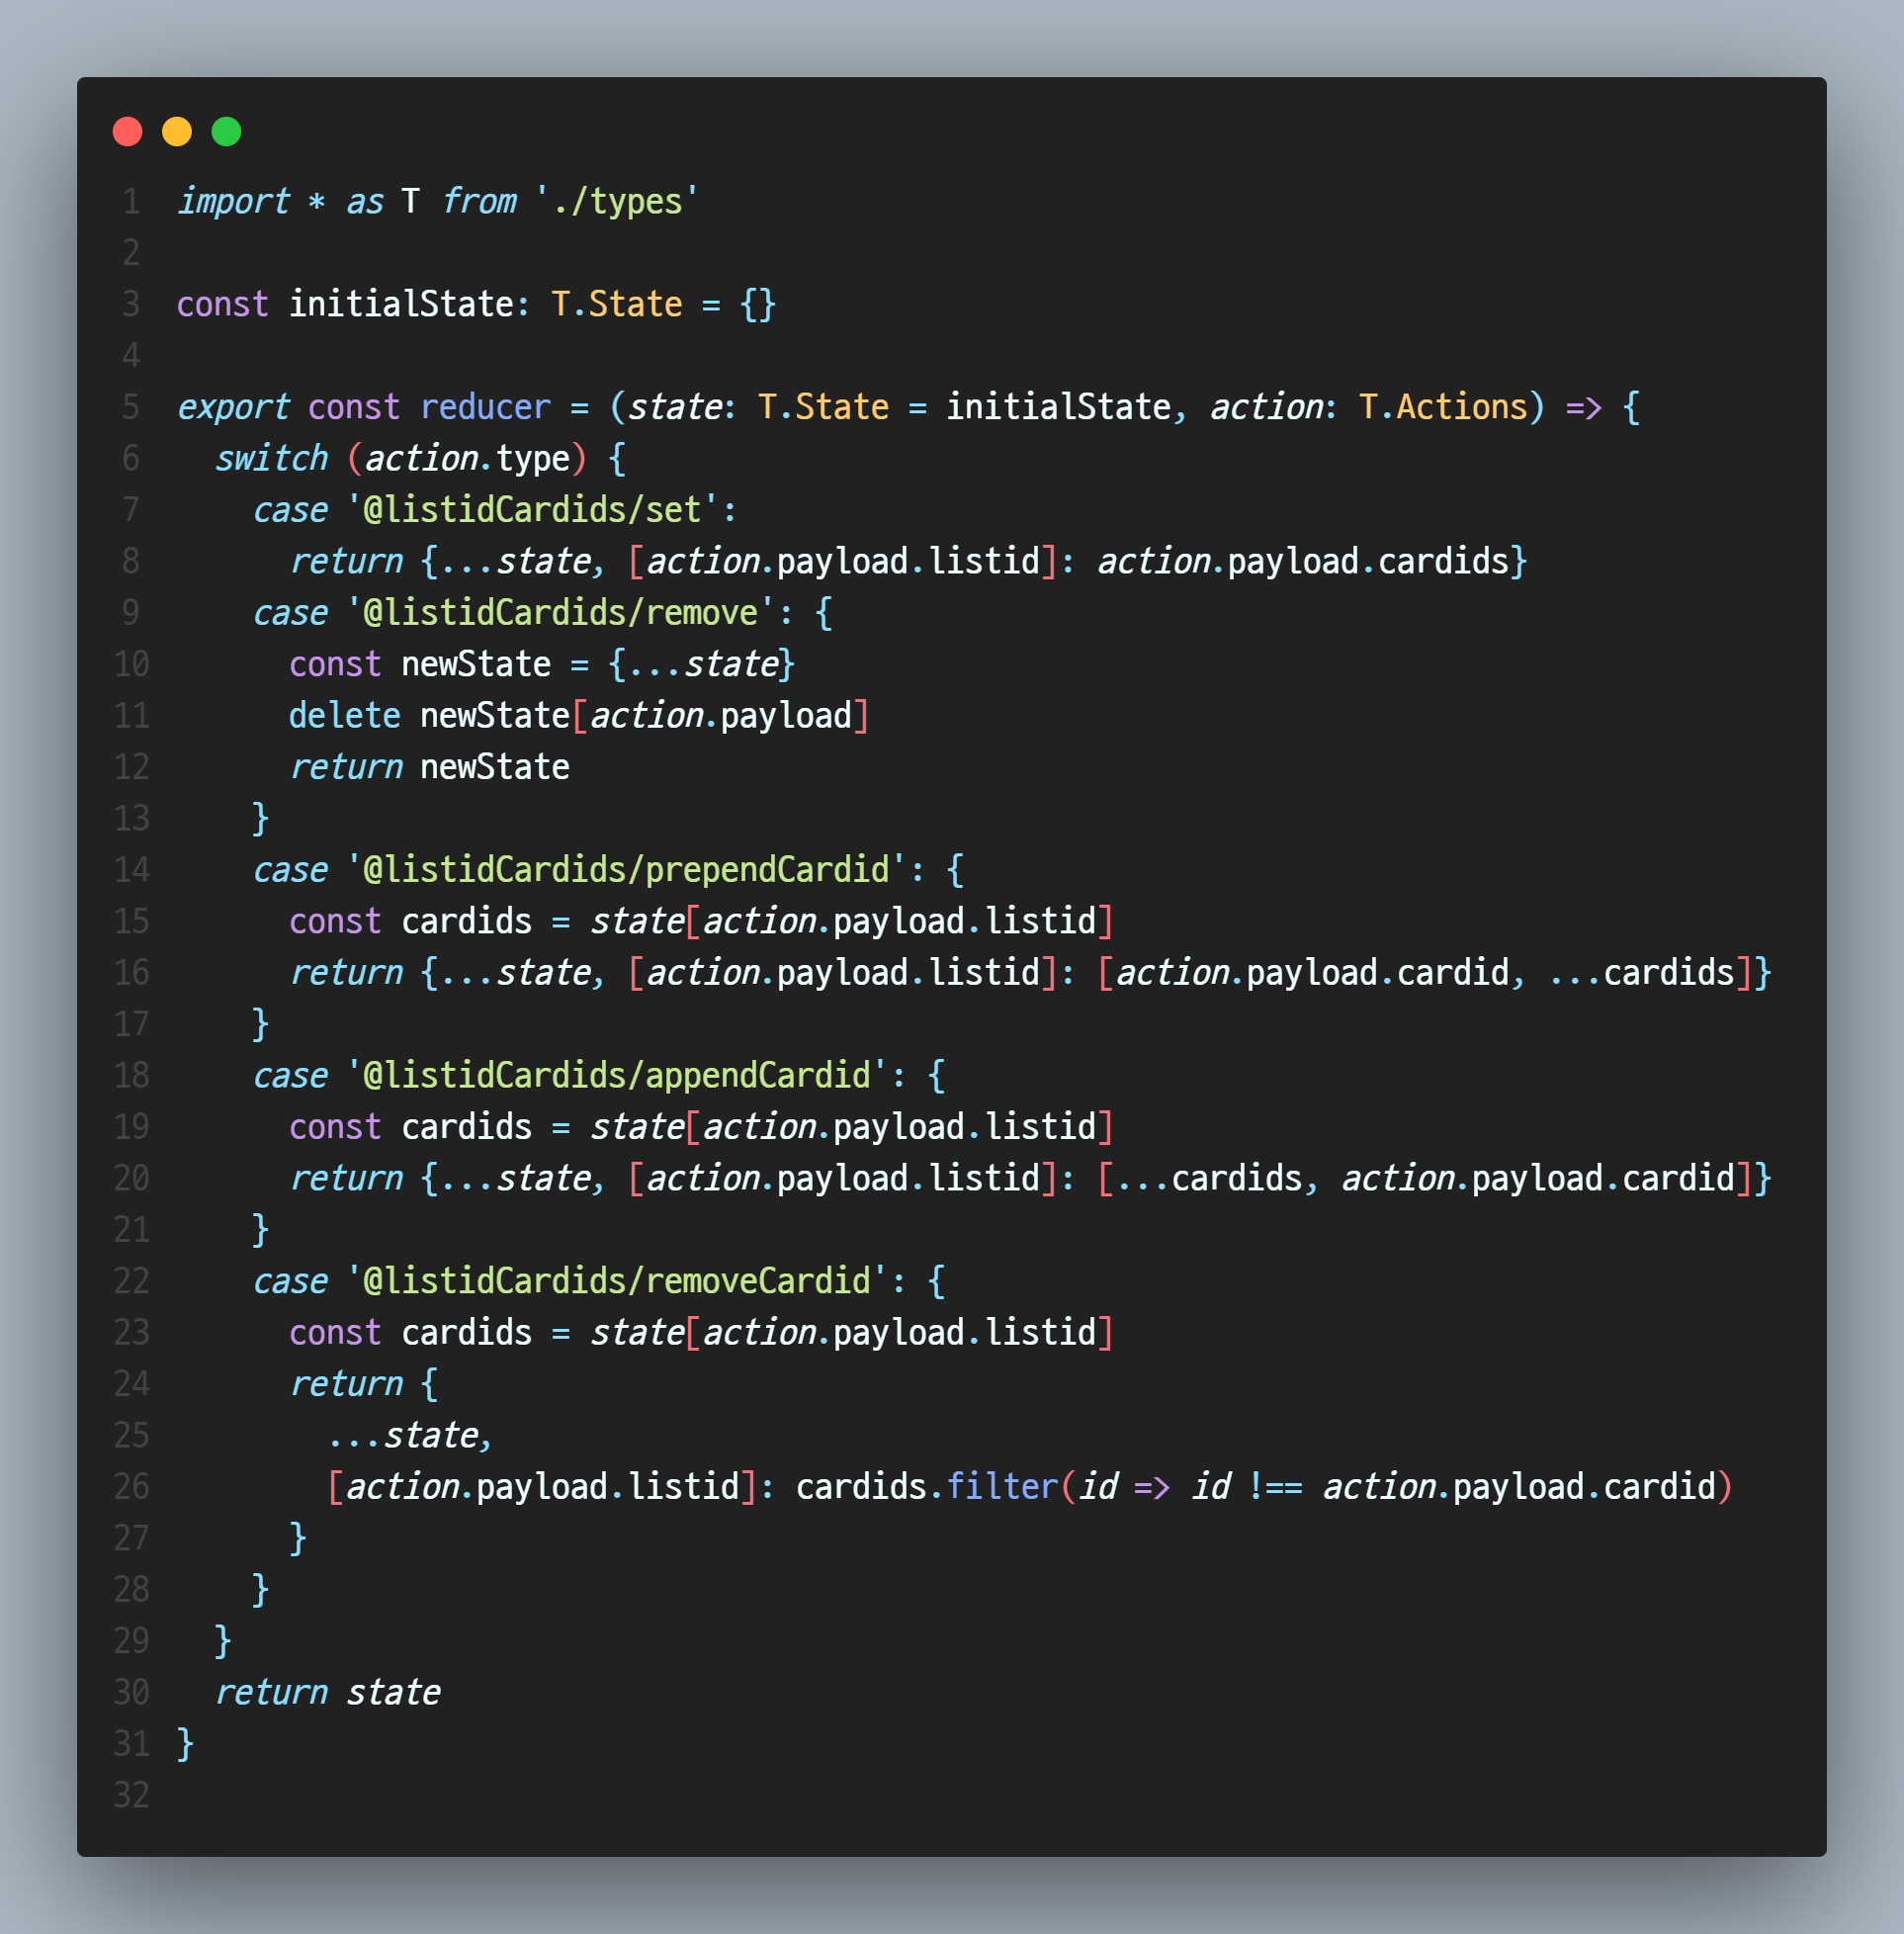 1 import * as T from './types'
2
3 const initialState: T.State = {}
4
5 export const reducer = (state: T.State = initialState, action: T.Actions) => {
6   switch (action.type) {
7     case '@listidCardids/set':
8       return {...state, [action.payload.listid]: action.payload.cardids}
9     case '@listidCardids/remove': {
10       const newState = {...state}
11       delete newState[action.payload]
12       return newState
13     }
14     case '@listidCardids/prependCardid': {
15       const cardids = state[action.payload.listid]
16       return {...state, [action.payload.listid]: [action.payload.cardid, ...cardids]}
17     }
18     case '@listidCardids/appendCardid': {
19       const cardids = state[action.payload.listid]
20       return {...state, [action.payload.listid]: [...cardids, action.payload.cardid]}
21     }
22     case '@listidCardids/removeCardid': {
23       const cardids = state[action.payload.listid]
24       return {
25         ...state,
26         [action.payload.listid]: cardids.filter(id => id !== action.payload.cardid)
27       }
28     }
29   }
30   return state
31 }
32